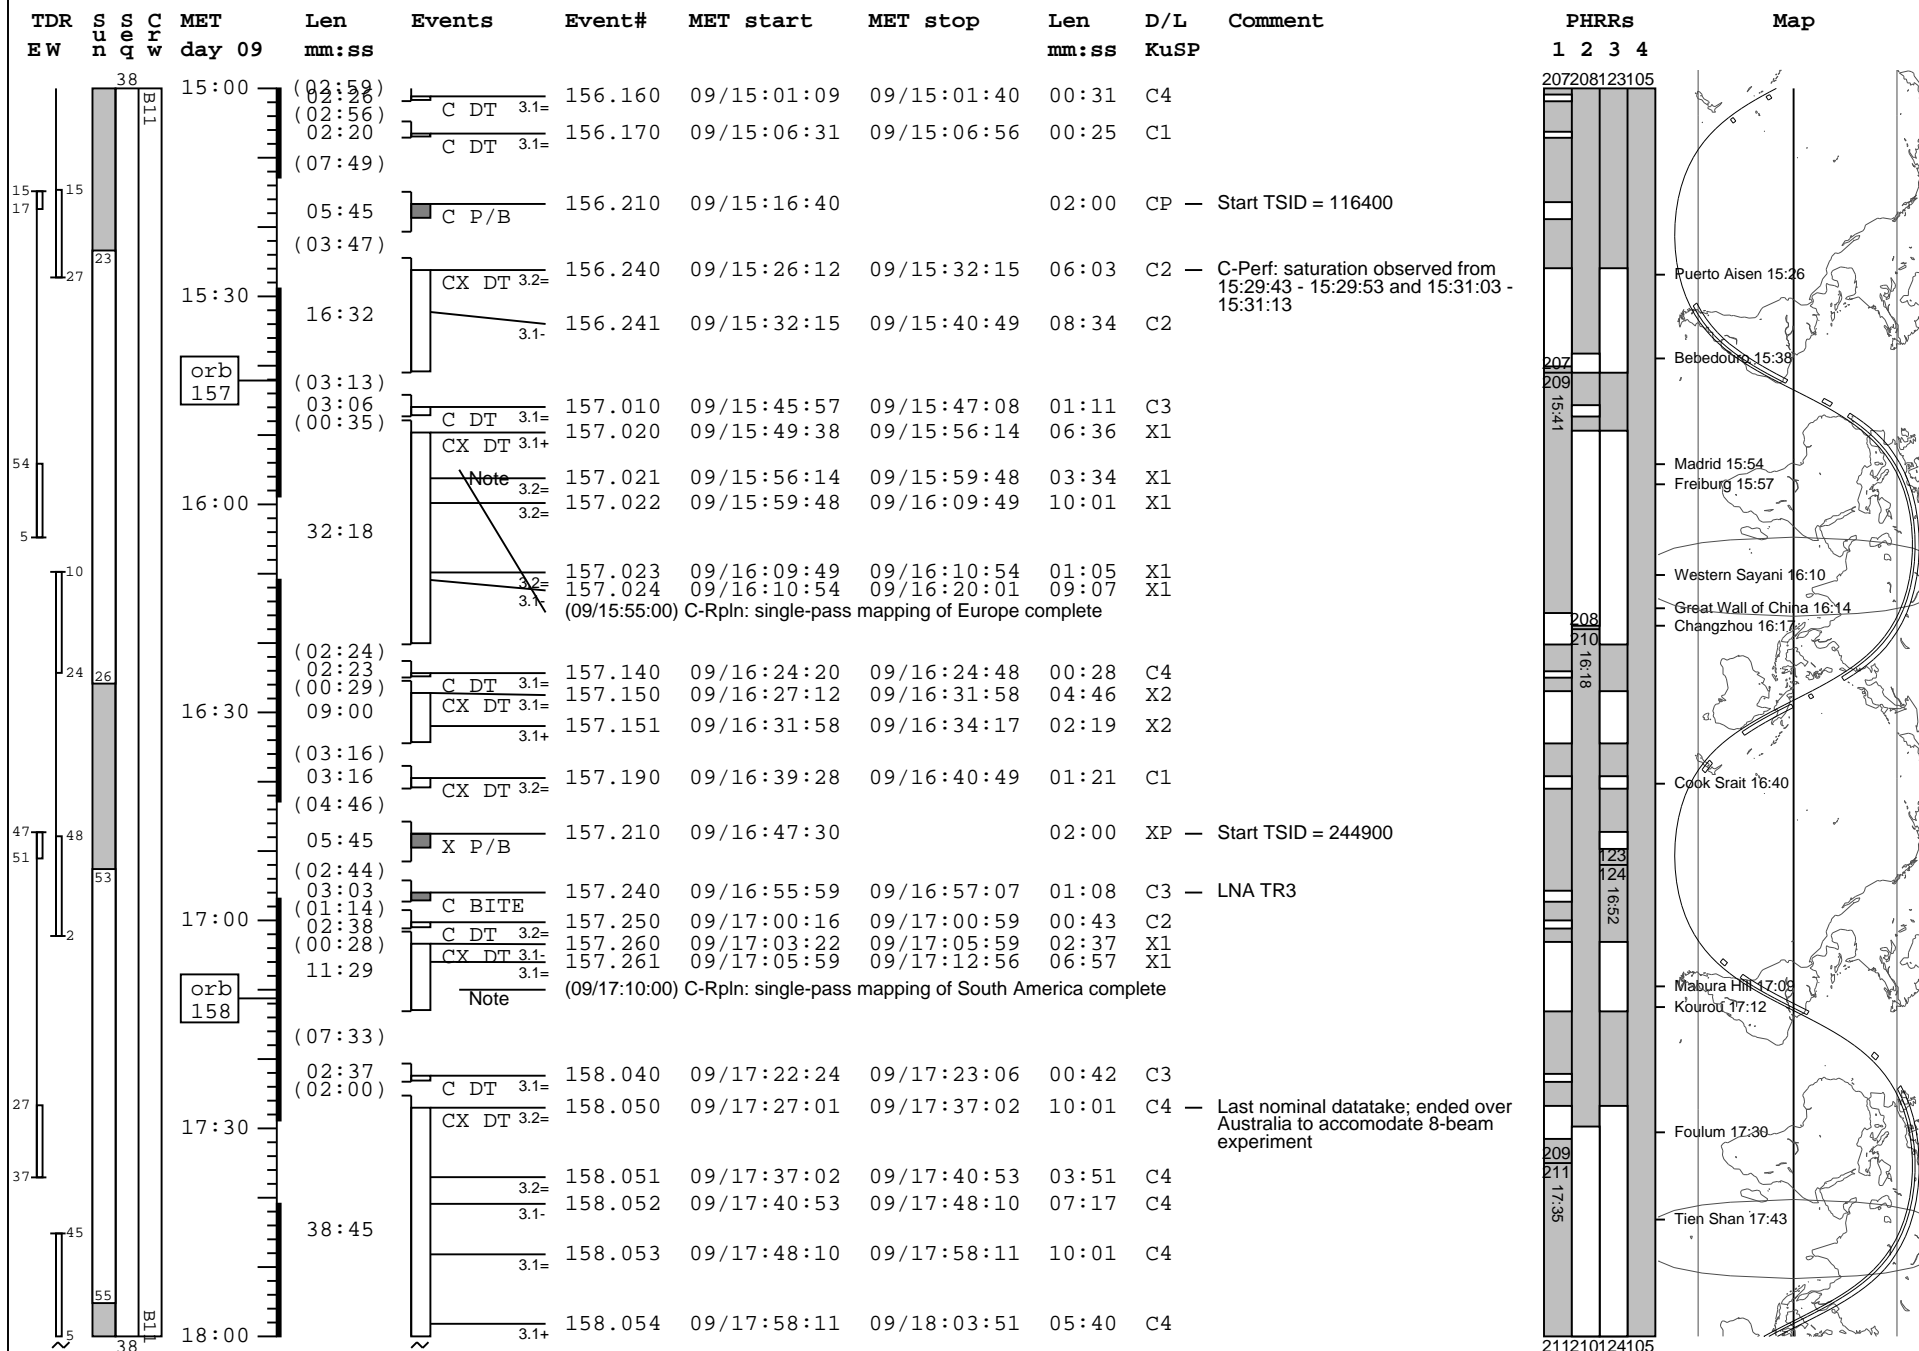 TDR Sun Seq Crw MET Len Events Event# MET start MET stop Len D/L Comment PHRRs Map
E W day 09 mm:ss mm:ss KuSP 1 2 3 4
38
207 208 123 105
15:00
B11
(02:59)
02:26
C DT 3.1= 156.160 09/15:01:09 09/15:01:40 00:31 C4
(02:56)
02:20
C DT 3.1= 156.170 09/15:06:31 09/15:06:56 00:25 C1
(07:49)
15 15
17
05:45
C P/B 156.210 09/15:16:40 02:00 CP — Start TSID = 116400
(03:47)
23
27
CX DT 3.2= 156.240 09/15:26:12 09/15:32:15 06:03 C2 — C-Perf: saturation observed from
15:29:43 - 15:29:53 and 15:31:03 -
15:31:13
Puerto Aisen 15:26
15:30
16:32
3.1- 156.241 09/15:32:15 09/15:40:49 08:34 C2
Bebedouro 15:38
orb
157
207
209
15:41
(03:13)
03:06
C DT 3.1= 157.010 09/15:45:57 09/15:47:08 01:11 C3
(00:35)
CX DT 3.1+ 157.020 09/15:49:38 09/15:56:14 06:36 X1
54
Madrid 15:54
Note
3.2= 157.021 09/15:56:14 09/15:59:48 03:34 X1
Freiburg 15:57
16:00
3.2= 157.022 09/15:59:48 09/16:09:49 10:01 X1
5
32:18
10
3.2= 157.023 09/16:09:49 09/16:10:54 01:05 X1
Western Sayani 16:10
3.1- 157.024 09/16:10:54 09/16:20:01 09:07 X1
(09/15:55:00) C-Rpln: single-pass mapping of Europe complete
Great Wall of China 16:14
Changzhou 16:17
208
210
16:18
(02:24)
24
26
02:23
C DT 3.1= 157.140 09/16:24:20 09/16:24:48 00:28 C4
(00:29)
CX DT 3.1= 157.150 09/16:27:12 09/16:31:58 04:46 X2
16:30
09:00
3.1+ 157.151 09/16:31:58 09/16:34:17 02:19 X2
(03:16)
03:16
CX DT 3.2= 157.190 09/16:39:28 09/16:40:49 01:21 C1
Cook Srait 16:40
(04:46)
47 48
51
05:45
X P/B 157.210 09/16:47:30 02:00 XP — Start TSID = 244900
123
124
16:52
53
(02:44)
03:03
C BITE 157.240 09/16:55:59 09/16:57:07 01:08 C3 — LNA TR3
(01:14)
17:00
02:38
C DT 3.2= 157.250 09/17:00:16 09/17:00:59 00:43 C2
2
(00:28)
CX DT 3.1- 157.260 09/17:03:22 09/17:05:59 02:37 X1
11:29
3.1= 157.261 09/17:05:59 09/17:12:56 06:57 X1
Note (09/17:10:00) C-Rpln: single-pass mapping of South America complete
Mabura Hill 17:09
Kourou 17:12
orb
158
(07:33)
02:37
C DT 3.1= 158.040 09/17:22:24 09/17:23:06 00:42 C3
(02:00)
27
CX DT 3.2= 158.050 09/17:27:01 09/17:37:02 10:01 C4 — Last nominal datatake; ended over
Australia to accomodate 8-beam
experiment
17:30
Foulum 17:30
209
211
17:35
37
3.2= 158.051 09/17:37:02 09/17:40:53 03:51 C4
3.1- 158.052 09/17:40:53 09/17:48:10 07:17 C4
Tien Shan 17:43
45
38:45
3.1= 158.053 09/17:48:10 09/17:58:11 10:01 C4
55
3.1+ 158.054 09/17:58:11 09/18:03:51 05:40 C4
B11
18:00
5
~ ~
38
211 210 124 105